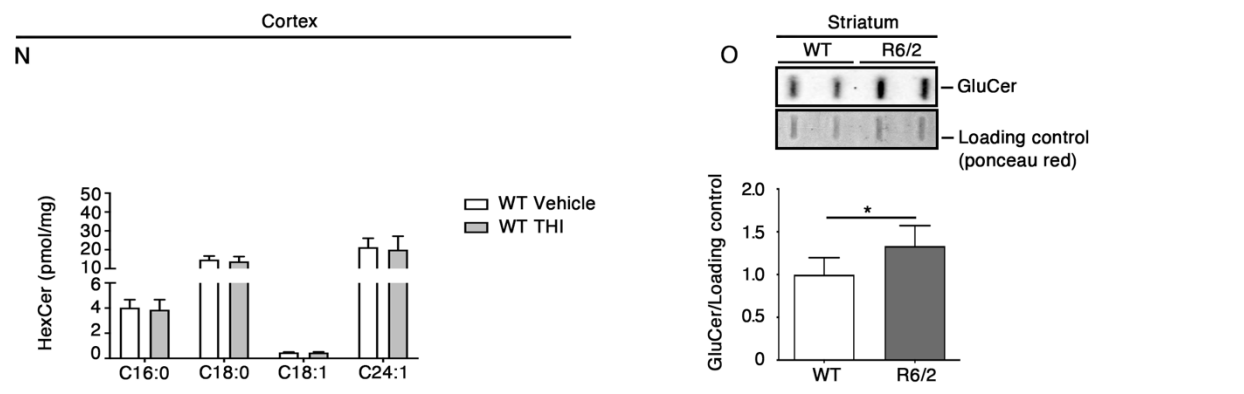 Cortex
N
HexCer (pmol/mg)
50
40
30
20
10
6
4
2
0
C16:0 C18:0 C18:1 C24:1
WT Vehicle
WT THI
Striatum
O
WT R6/2
GluCer
Loading control
(ponceau red)
GluCer/Loading control
2.0
1.5
1.0
0.5
0
*
WT R6/2